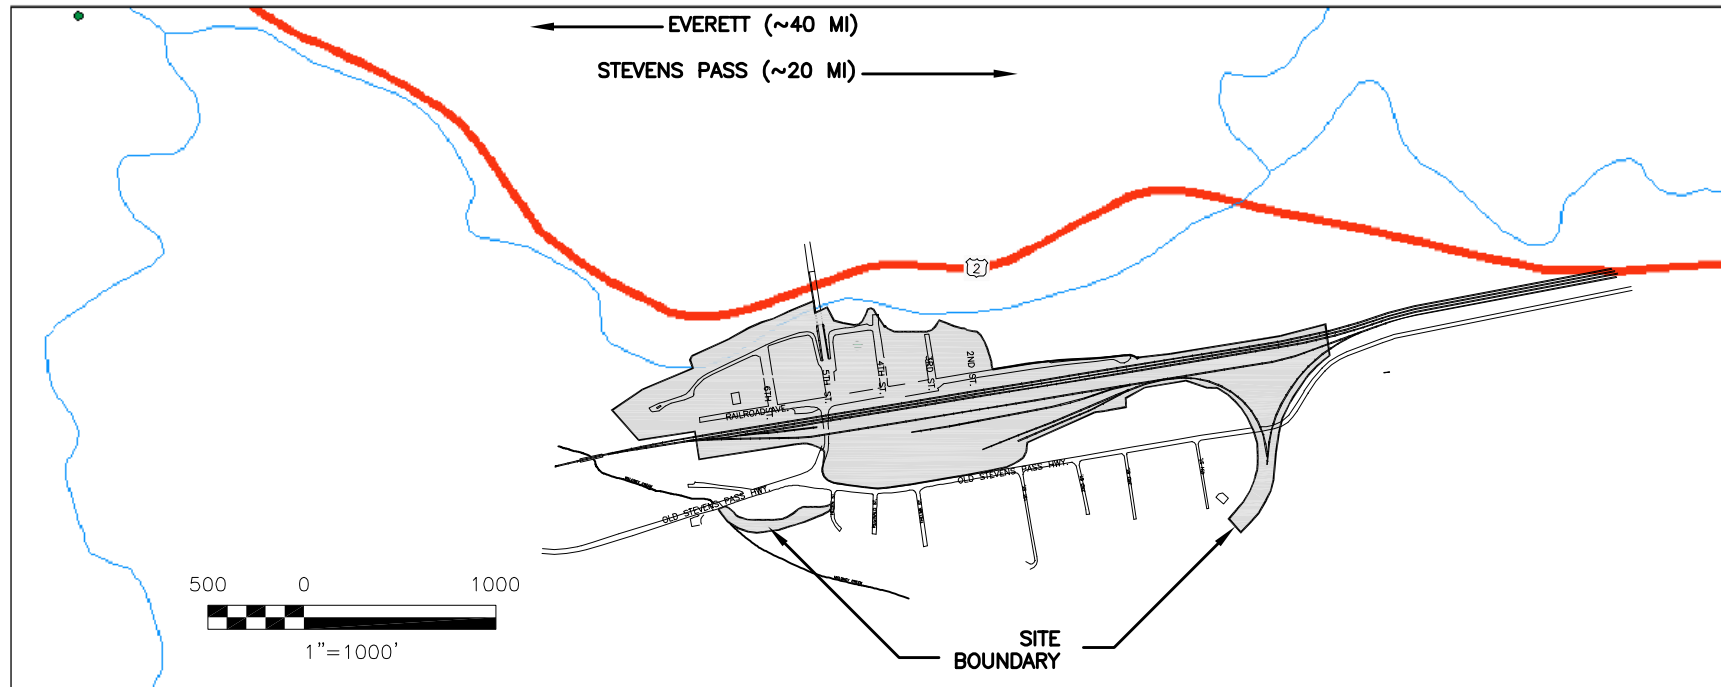 EVERETT (~40 MI)
STEVENS PASS (~20 MI)
2
2ND ST.
3RD ST.
4TH ST.
5TH ST.
6TH ST.
RAILROAD AVE.
OLD STEVENS PASS HWY.
OLD STEVENS PASS HWY.
500 0 1000
1"=1000'
SITE
BOUNDARY